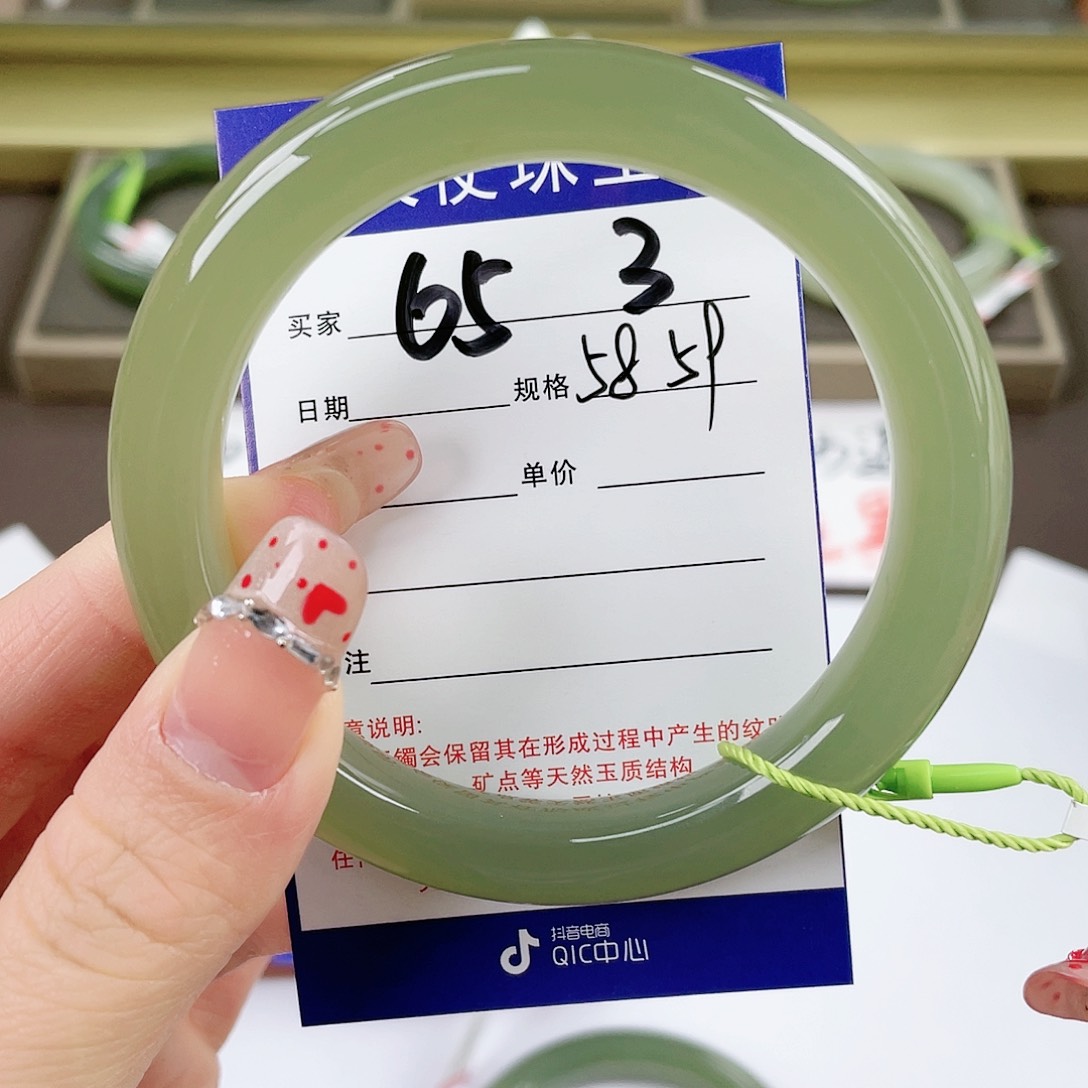 65 3
买家
日期 规格 58 59
单价
注
意说明:
镯会保留其在形成过程中产生的纹
矿点等天然玉质结构
抖音电商
QIC中心